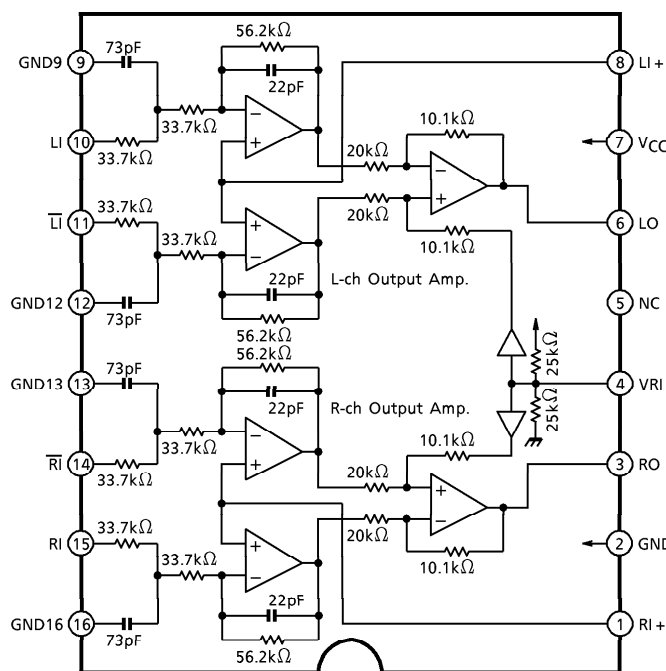 56.2kΩ
73pF
GND9 9
22pF
8 LI+
33.7kΩ
10.1kΩ
LI 10
33.7kΩ
20kΩ
7 VCC
L̅I̅ 11
33.7kΩ
33.7kΩ
20kΩ
10.1kΩ
6 LO
22pF
L-ch Output Amp.
GND12 12
73pF
5 NC
56.2kΩ
56.2kΩ
73pF
25kΩ
GND13 13
22pF
4 VRI
R-ch Output Amp.
25kΩ
33.7kΩ
10.1kΩ
R̅I̅ 14
33.7kΩ
20kΩ
3 RO
RI 15
33.7kΩ
33.7kΩ
20kΩ
10.1kΩ
2 GND
22pF
GND16 16
73pF
1 RI+
56.2kΩ